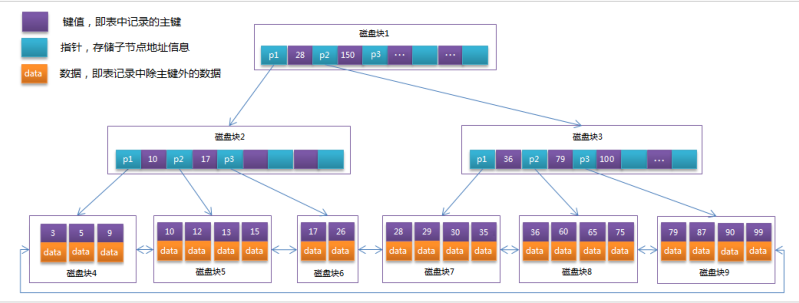 键值，即表中记录的主键
指针，存储子节点地址信息
data 数据，即表记录中除主键外的数据
磁盘块1
p1 28 p2 150 p3 ... ...
磁盘块2
p1 10 p2 17 p3
磁盘块3
p1 36 p2 79 p3 100 ...
3 5 9
data data data
磁盘块4
10 12 13 15
data data data data
磁盘块5
17 26
data data
磁盘块6
28 29 30 35
data data data data
磁盘块7
36 60 65 75
data data data data
磁盘块8
79 87 90 99
data data data data
磁盘块9